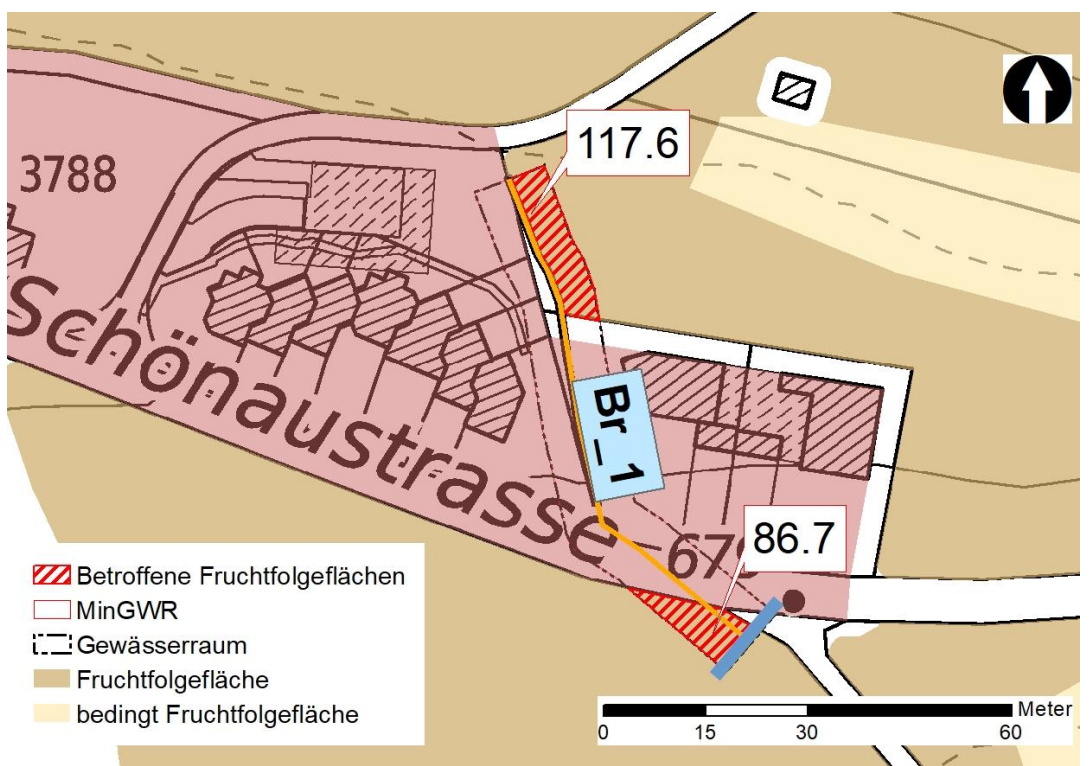 117.6
3788
Schönaustrasse
Br_1
679
86.7
Betroffene Fruchtfolgeflächen
MinGWR
Gewässerraum
Fruchtfolgefläche
bedingt Fruchtfolgefläche
Meter
0 15 30 60